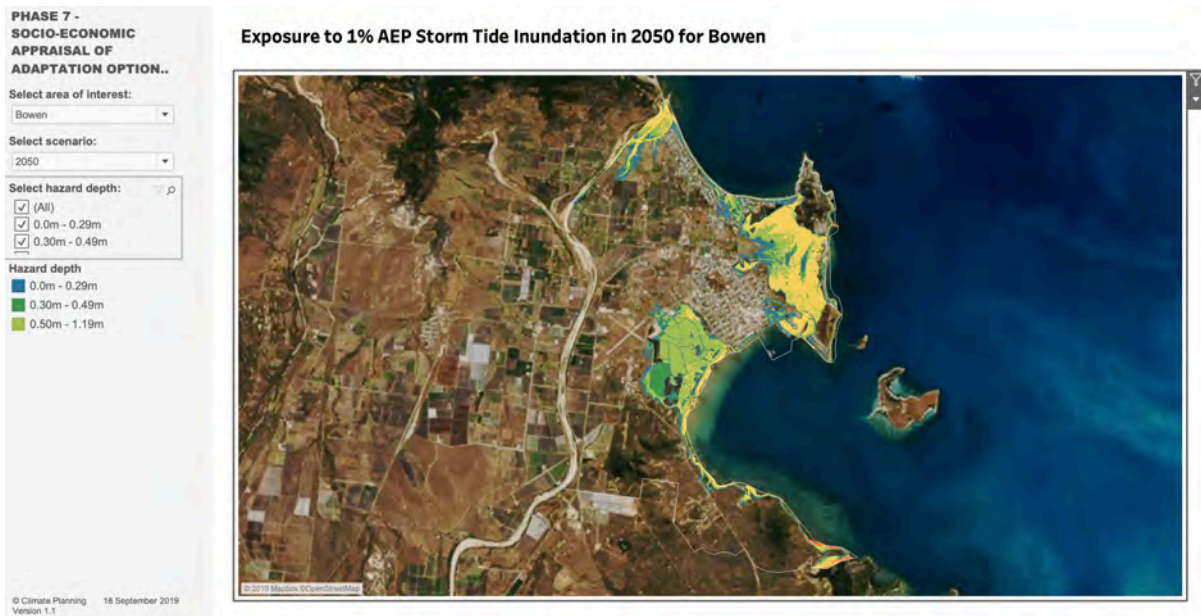 PHASE 7 -
SOCIO-ECONOMIC
APPRAISAL OF
ADAPTATION OPTION..
Exposure to 1% AEP Storm Tide Inundation in 2050 for Bowen
Select area of interest:
Bowen
Select scenario:
2050
Select hazard depth:
(All)
0.0m - 0.29m
0.30m - 0.49m
Hazard depth
0.0m - 0.29m
0.30m - 0.49m
0.50m - 1.19m
© 2019 Mapbox ©OpenStreetMap
© Climate Planning 18 September 2019
Version 1.1